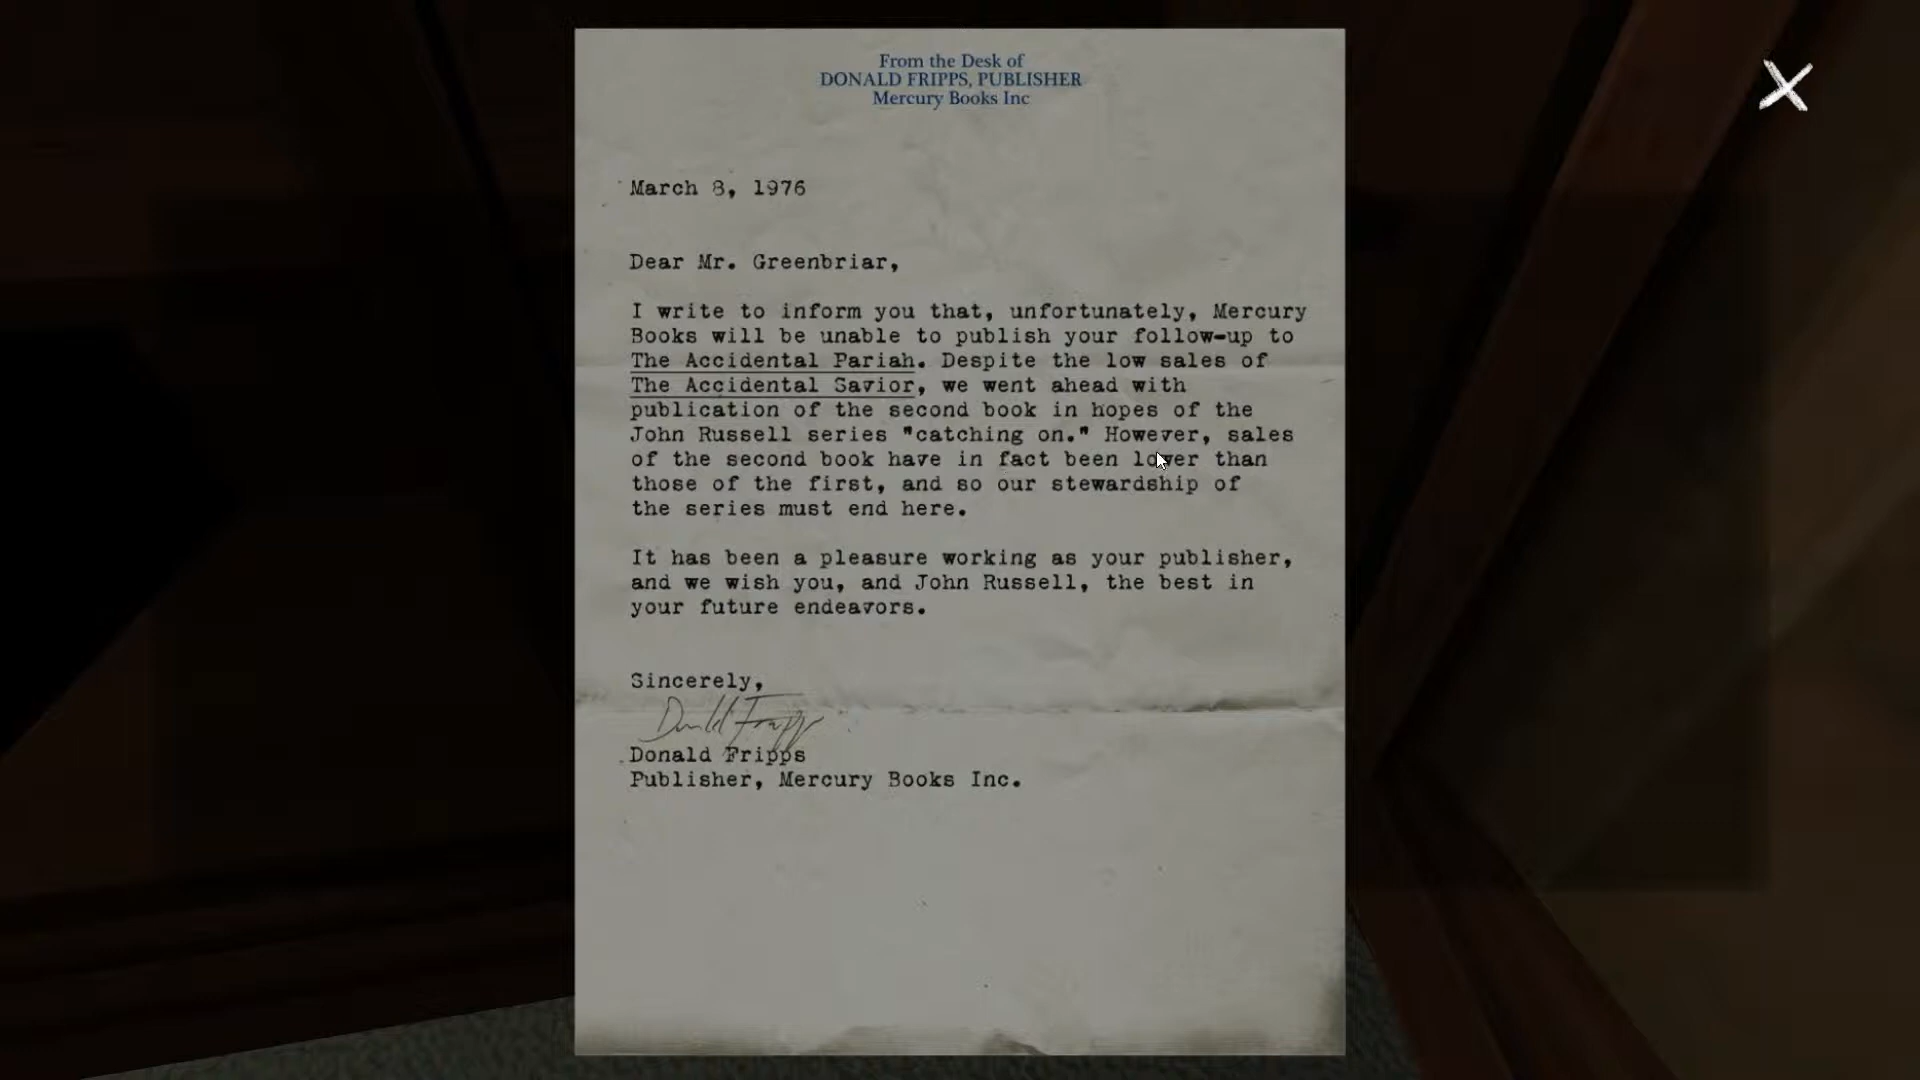 From the Desk of
DONALD FRIPPS, PUBLISHER
Mercury Books Inc
March 8, 1976
Dear Mr. Greenbriar,
I write to inform you that, unfortunately, Mercury
Books will be unable to publish your follow-up to
The Accidental Pariah. Despite the low sales of
The Accidental Savior, we went ahead with
publication of the second book in hopes of the
John Russell series "catching on." However, sales
of the second book have in fact been lower than
those of the first, and so our stewardship of
the series must end here.
It has been a pleasure working as your publisher,
and we wish you, and John Russell, the best in
your future endeavors.
Sincerely,
Donald Fripps
Donald Fripps
Publisher, Mercury Books Inc.